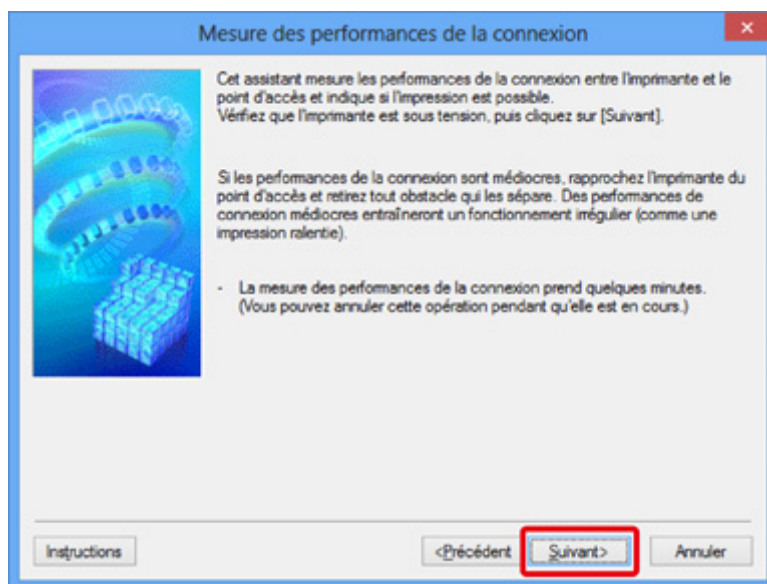 Mesure des performances de la connexion
Cet assistant mesure les performances de la connexion entre l'imprimante et le
point d'accès et indique si l'impression est possible.
Vérifiez que l'imprimante est sous tension, puis cliquez sur [Suivant].
Si les performances de la connexion sont médiocres, rapprochez l'imprimante du
point d'accès et retirez tout obstacle qui les sépare. Des performances de
connexion médiocres entraîneront un fonctionnement irrégulier (comme une
impression ralentie).
- La mesure des performances de la connexion prend quelques minutes.
(Vous pouvez annuler cette opération pendant qu'elle est en cours.)
Instructions <Précédent Suivant> Annuler